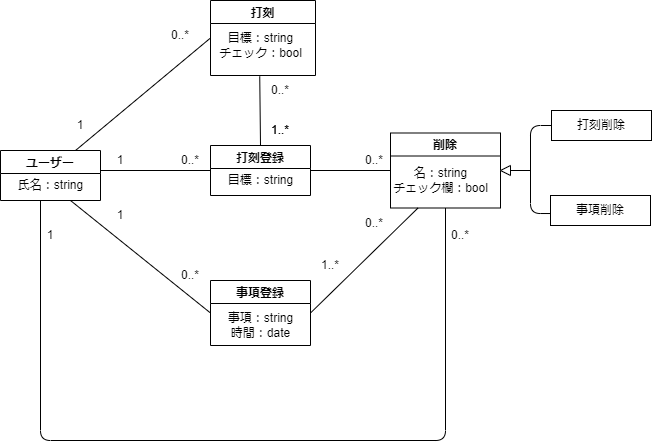 打刻
目標：string
チェック：bool
0..*
0..*
1
1..*
ユーザー
氏名：string
1
0..*
打刻登録
目標：string
0..*
削除
名：string
チェック欄：bool
打刻削除
事項削除
1
0..*
1
0..*
1..*
0..*
事項登録
事項：string
時間：date